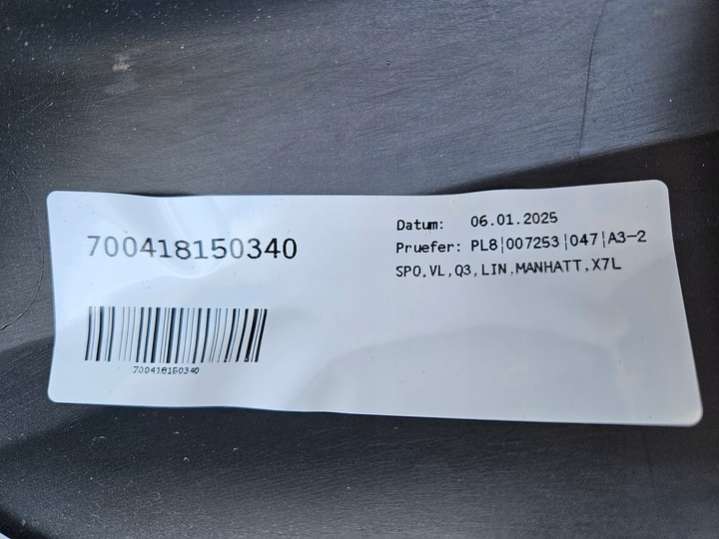 700418150340
Datum: 06.01.2025
Pruefer: PL8|007253|047|A3-2
SPO,VL,Q3,LIN,MANHATT,X7L
700418150340